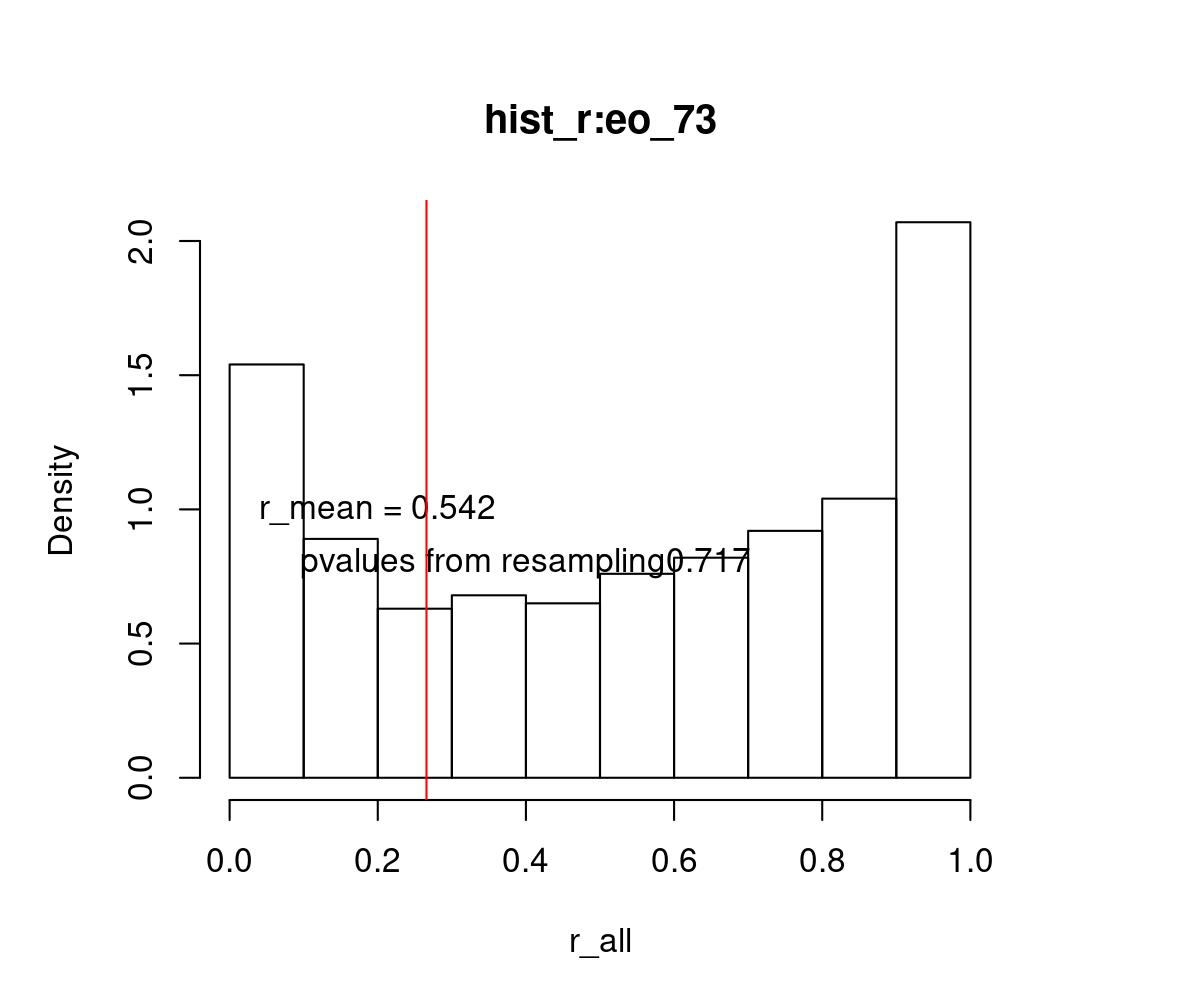 hist_r:eo_73
Density
2.0
1.5
1.0
0.5
0.0
r_mean = 0.542
pvalues from resampling0.717
0.0 0.2 0.4 0.6 0.8 1.0
r_all